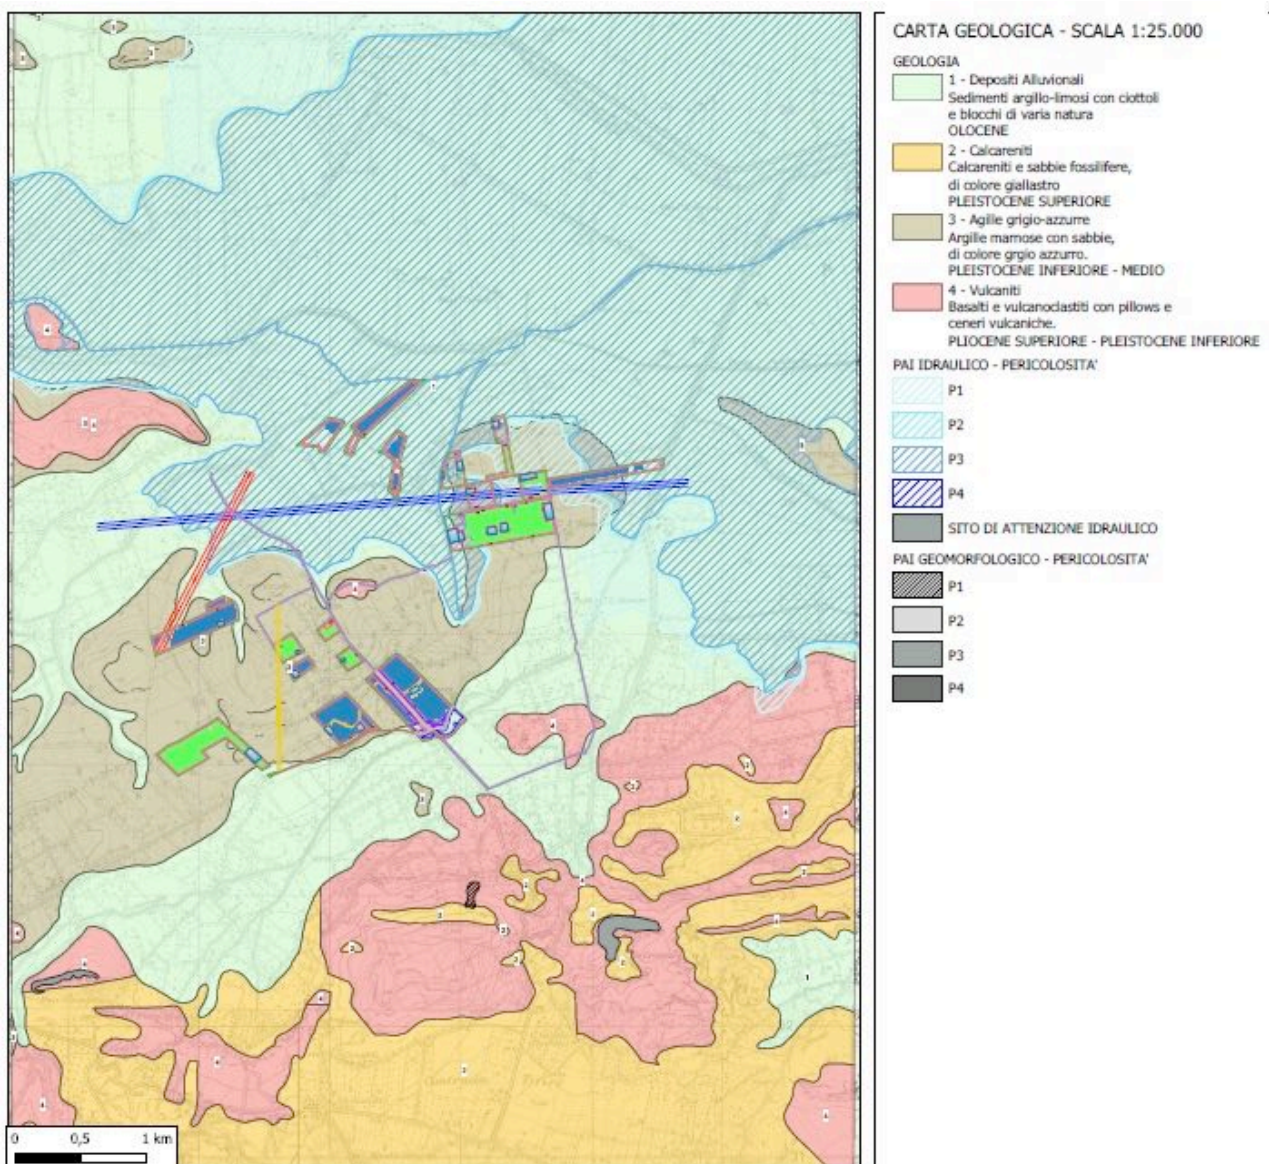 CARTA GEOLOGICA - SCALA 1:25.000
GEOLOGIA
1 - Depositi Alluvionali
Sedimenti argillo-limosi con ciottoli
e blocchi di varia natura
OLOCENE
2 - Calcareniti
Calcareniti e sabbie fossilifere,
di colore giallastro
PLEISTOCENE SUPERIORE
3 - Agille grigio-azzurre
Argille marnose con sabbie,
di colore grgio azzurro.
PLEISTOCENE INFERIORE - MEDIO
4 - Vulcaniti
Basalti e vulcanoclastiti con pillows e
ceneri vulcaniche.
PLIOCENE SUPERIORE - PLEISTOCENE INFERIORE
PAI IDRAULICO - PERICOLOSITA'
P1
P2
P3
P4
SITO DI ATTENZIONE IDRAULICO
PAI GEOMORFOLOGICO - PERICOLOSITA'
P1
P2
P3
P4
0 0,5 1 km